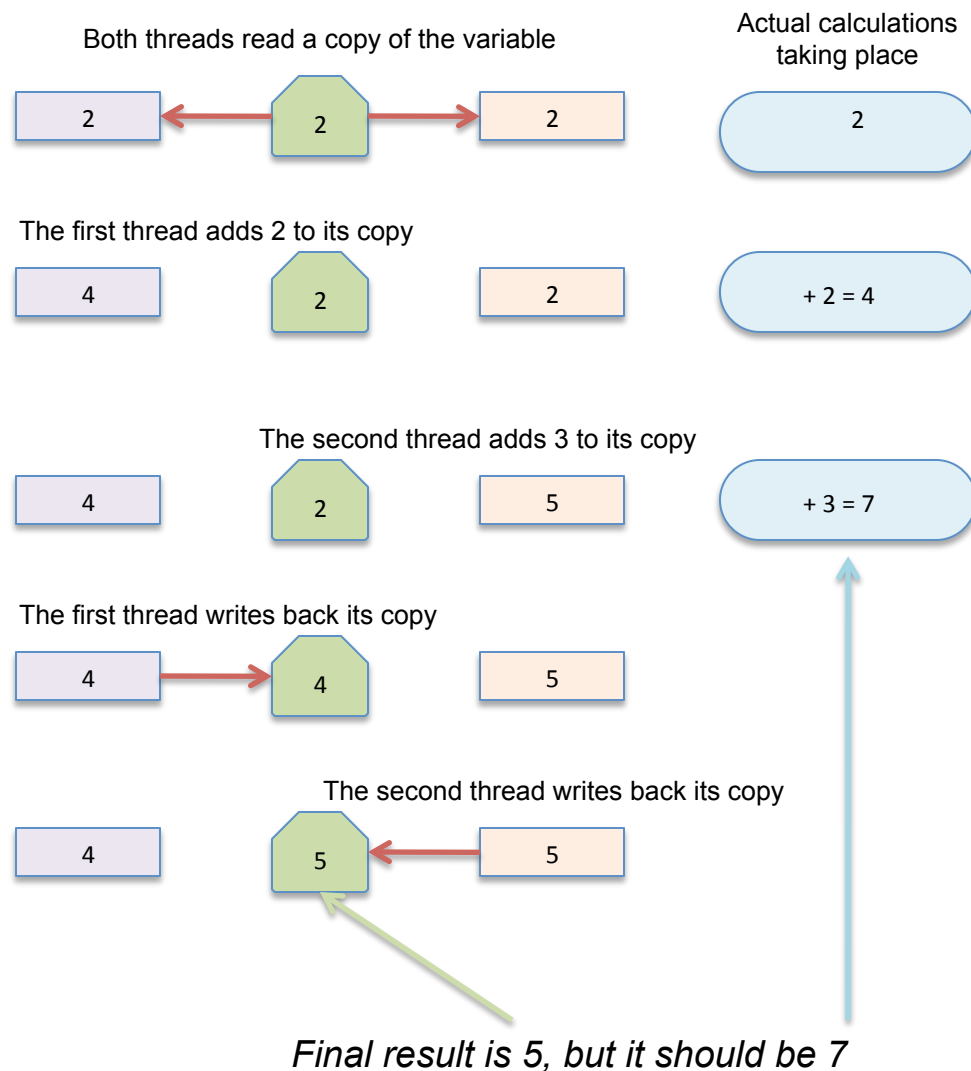 Both threads read a copy of the variable
Actual calculations
taking place
2
2
2
2
The first thread adds 2 to its copy
4
2
2
+ 2 = 4
The second thread adds 3 to its copy
4
2
5
+ 3 = 7
The first thread writes back its copy
4
4
5
The second thread writes back its copy
4
5
5
Final result is 5, but it should be 7